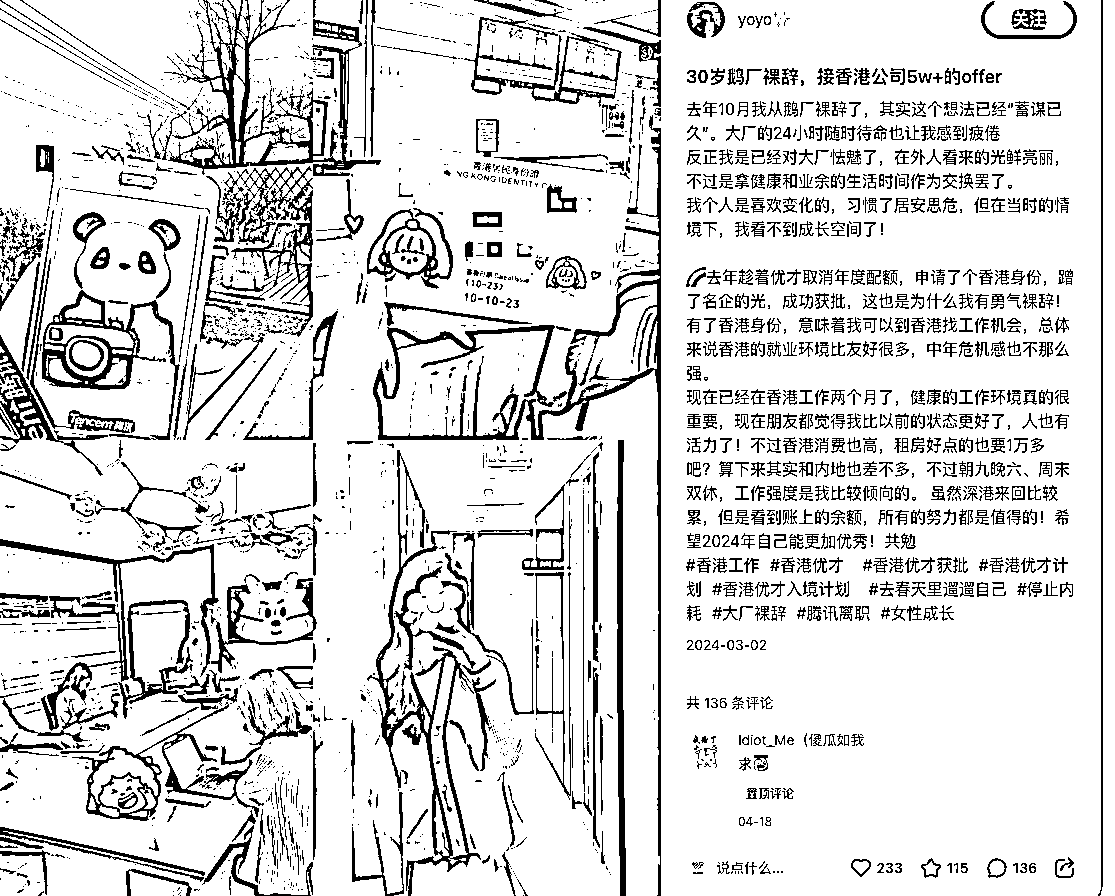 香港居民身份證
NG KONG IDENTITY C
(10-23)
10-10-23
Tencent 腾讯
yoyo
关注
30岁鹅厂裸辞，接香港公司5w+的offer
去年10月我从鹅厂裸辞了，其实这个想法已经“蓄谋已
久”。大厂的24小时随时待命也让我感到疲倦
反正我是已经对大厂怯魅了，在外人看来的光鲜亮丽，
不过是拿健康和业余的生活时间作为交换罢了。
我个人是喜欢变化的，习惯了居安思危，但在当时的情
境下，我看不到成长空间了！
去年趁着优才取消年度配额，申请了个香港身份，蹭
了名企的光，成功获批，这也是为什么我有勇气裸辞！
有了香港身份，意味着我可以到香港找工作机会，总体
来说香港的就业环境比友好很多，中年危机感也不那么
强。
现在已经在香港工作两个月了，健康的工作环境真的很
重要，现在朋友都觉得我比以前的状态更好了，人也有
活力了！不过香港消费也高，租房好点的也要1万多
吧？算下来其实和内地也差不多，不过朝九晚六、周末
双休，工作强度是我比较倾向的。虽然深港来回比较
累，但是看到账上的余额，所有的努力都是值得的！希
望2024年自己能更加优秀！共勉
#香港工作 #香港优才 #香港优才获批 #香港优才计
划 #香港优才入境计划 #去春天里遛遛自己 #停止内
耗 #大厂裸辞 #腾讯离职 #女性成长
2024-03-02
共 136 条评论
Idiot_Me（傻瓜如我
求
置顶评论
04-18
说点什么...
233
115
136